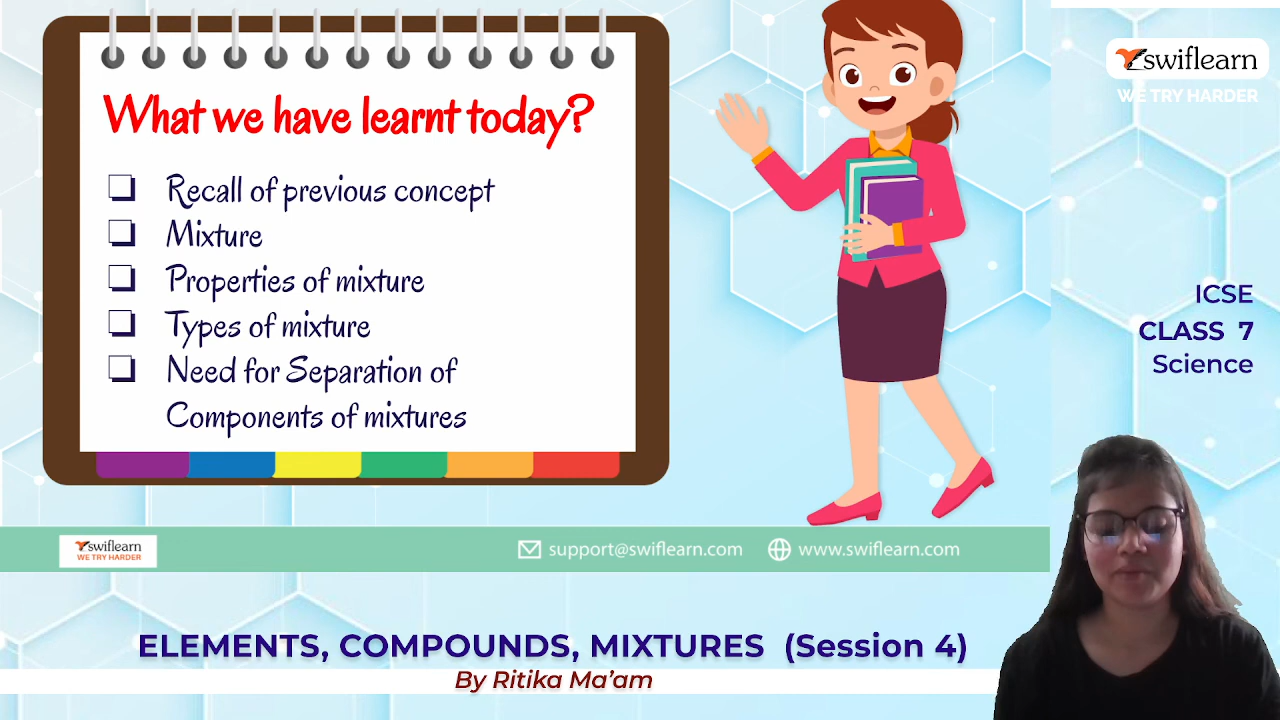 What we have learnt today?
Recall of previous concept
Mixture
Properties of mixture
Types of mixture
Need for Separation of
Components of mixtures
swiflearn
WE TRY HARDER
ICSE
CLASS 7
Science
swiflearn
WE TRY HARDER
support@swiflearn.com
www.swiflearn.com
ELEMENTS, COMPOUNDS, MIXTURES (Session 4)
By Ritika Ma'am